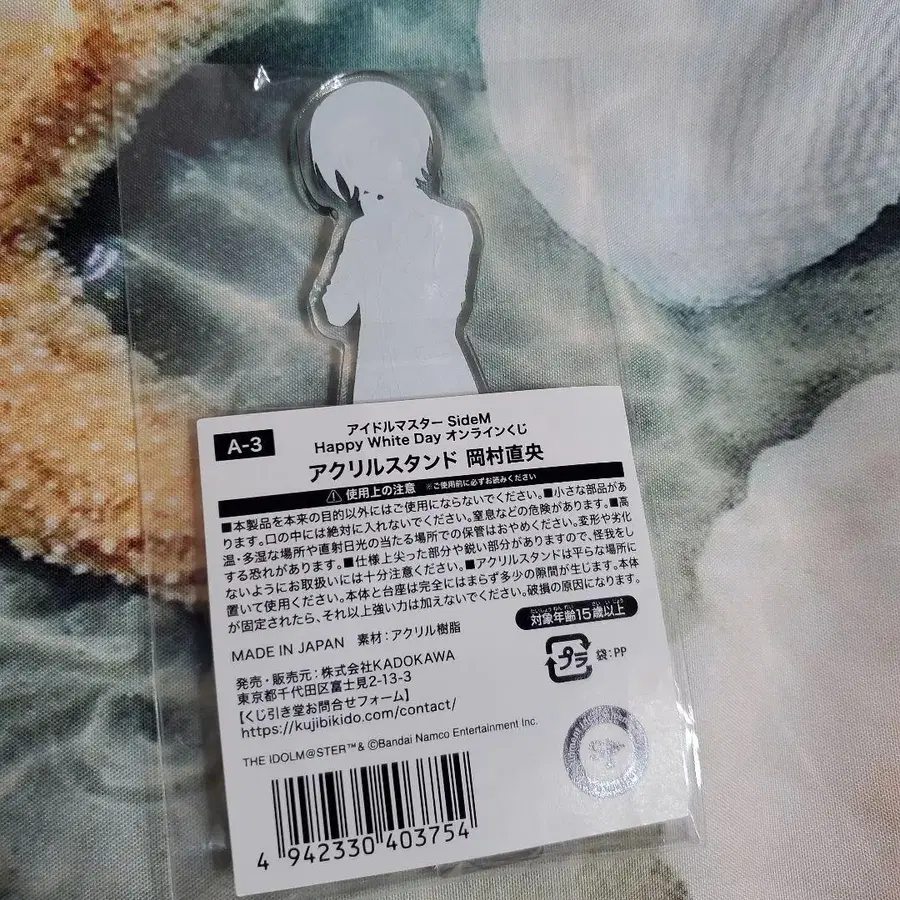 A-3
アイドルマスター SideM
Happy White Day オンラインくじ
アクリルスタンド 岡村直央
使用上の注意 ※ご使用前に必ずお読みください
■本製品を本来の目的以外にはご使用にならないでください。■小さな部品があ
ります。口の中には絶対に入れないでください。窒息などの危険があります。■高
温・多湿な場所や直射日光の当たる場所での保管はおやめください。変形や劣化
する恐れがあります。■仕様上尖った部分や鋭い部分がありますので、怪我をし
ないようにお取扱いには十分注意ください。■アクリルスタンドは平らな場所に
置いて使用ください。本体と台座は完全にはまらず多少の隙間が生じます。本体
が固定されたら、それ以上強い力は加えないでください。破損の原因になります。
たいしょうねんれい さい いじょう
対象年齢15歳以上
MADE IN JAPAN 素材：アクリル樹脂
プラ 袋：PP
発売・販売元：株式会社KADOKAWA
東京都千代田区富士見2-13-3
【くじ引き堂お問合せフォーム】
https://kujibikido.com/contact/
THE IDOLM@STER™& ©Bandai Namco Entertainment Inc.
4 942330 403754